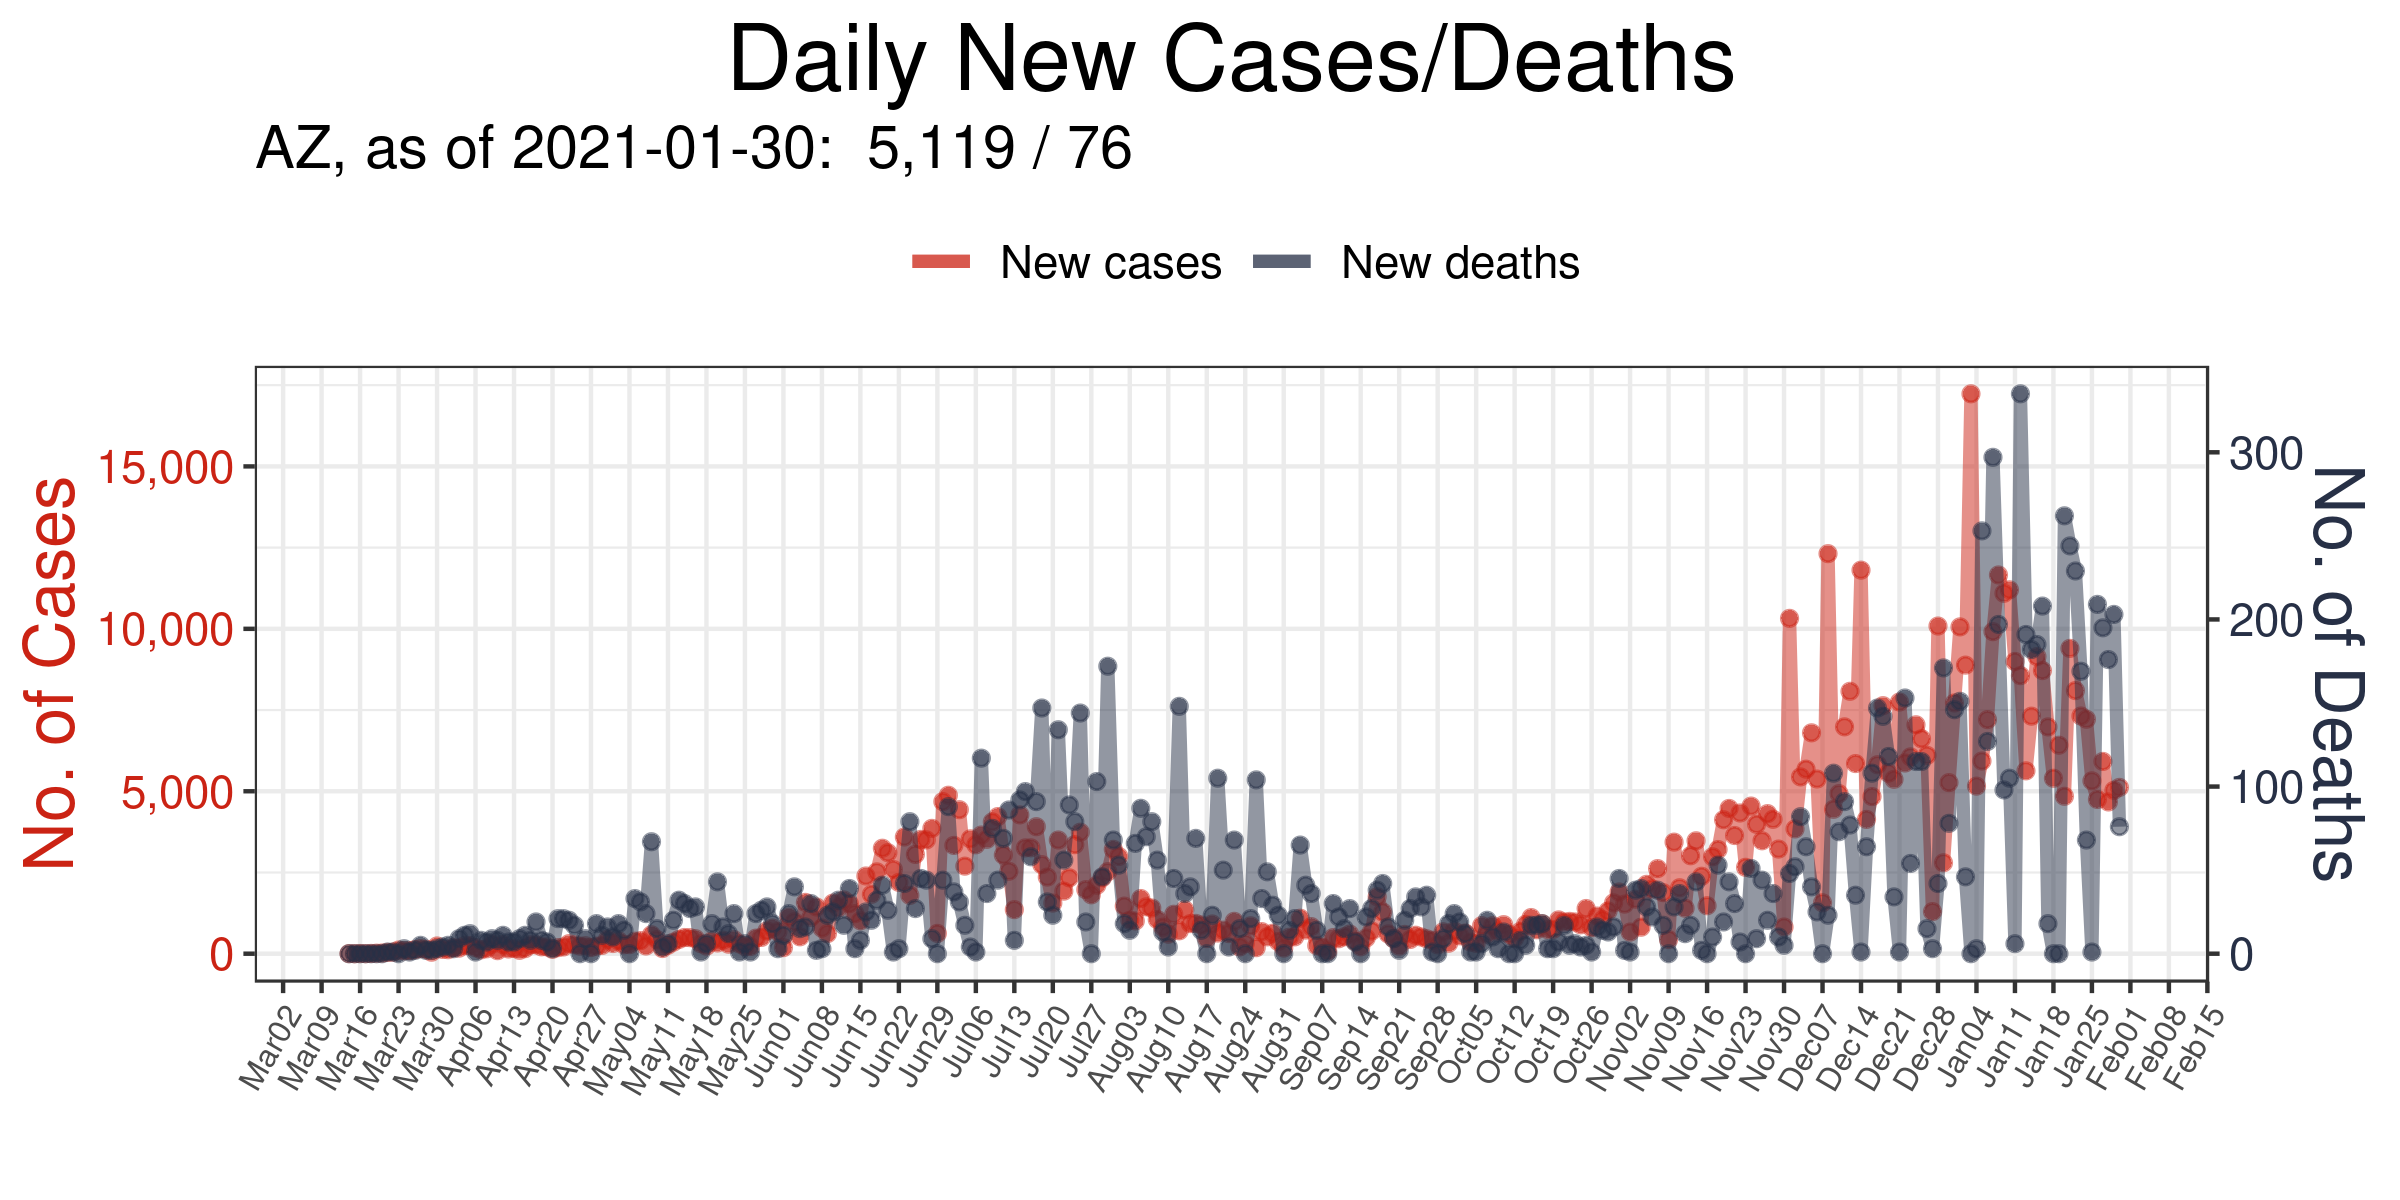 Daily New Cases/Deaths
AZ, as of 2021-01-30:  5,119 / 76
New cases
New deaths
No. of Cases
15,000
10,000
5,000
0
300
200
100
0
No. of Deaths
Mar02
Mar09
Mar16
Mar23
Mar30
Apr06
Apr13
Apr20
Apr27
May04
May11
May18
May25
Jun01
Jun08
Jun15
Jun22
Jun29
Jul06
Jul13
Jul20
Jul27
Aug03
Aug10
Aug17
Aug24
Aug31
Sep07
Sep14
Sep21
Sep28
Oct05
Oct12
Oct19
Oct26
Nov02
Nov09
Nov16
Nov23
Nov30
Dec07
Dec14
Dec21
Dec28
Jan04
Jan11
Jan18
Jan25
Feb01
Feb08
Feb15